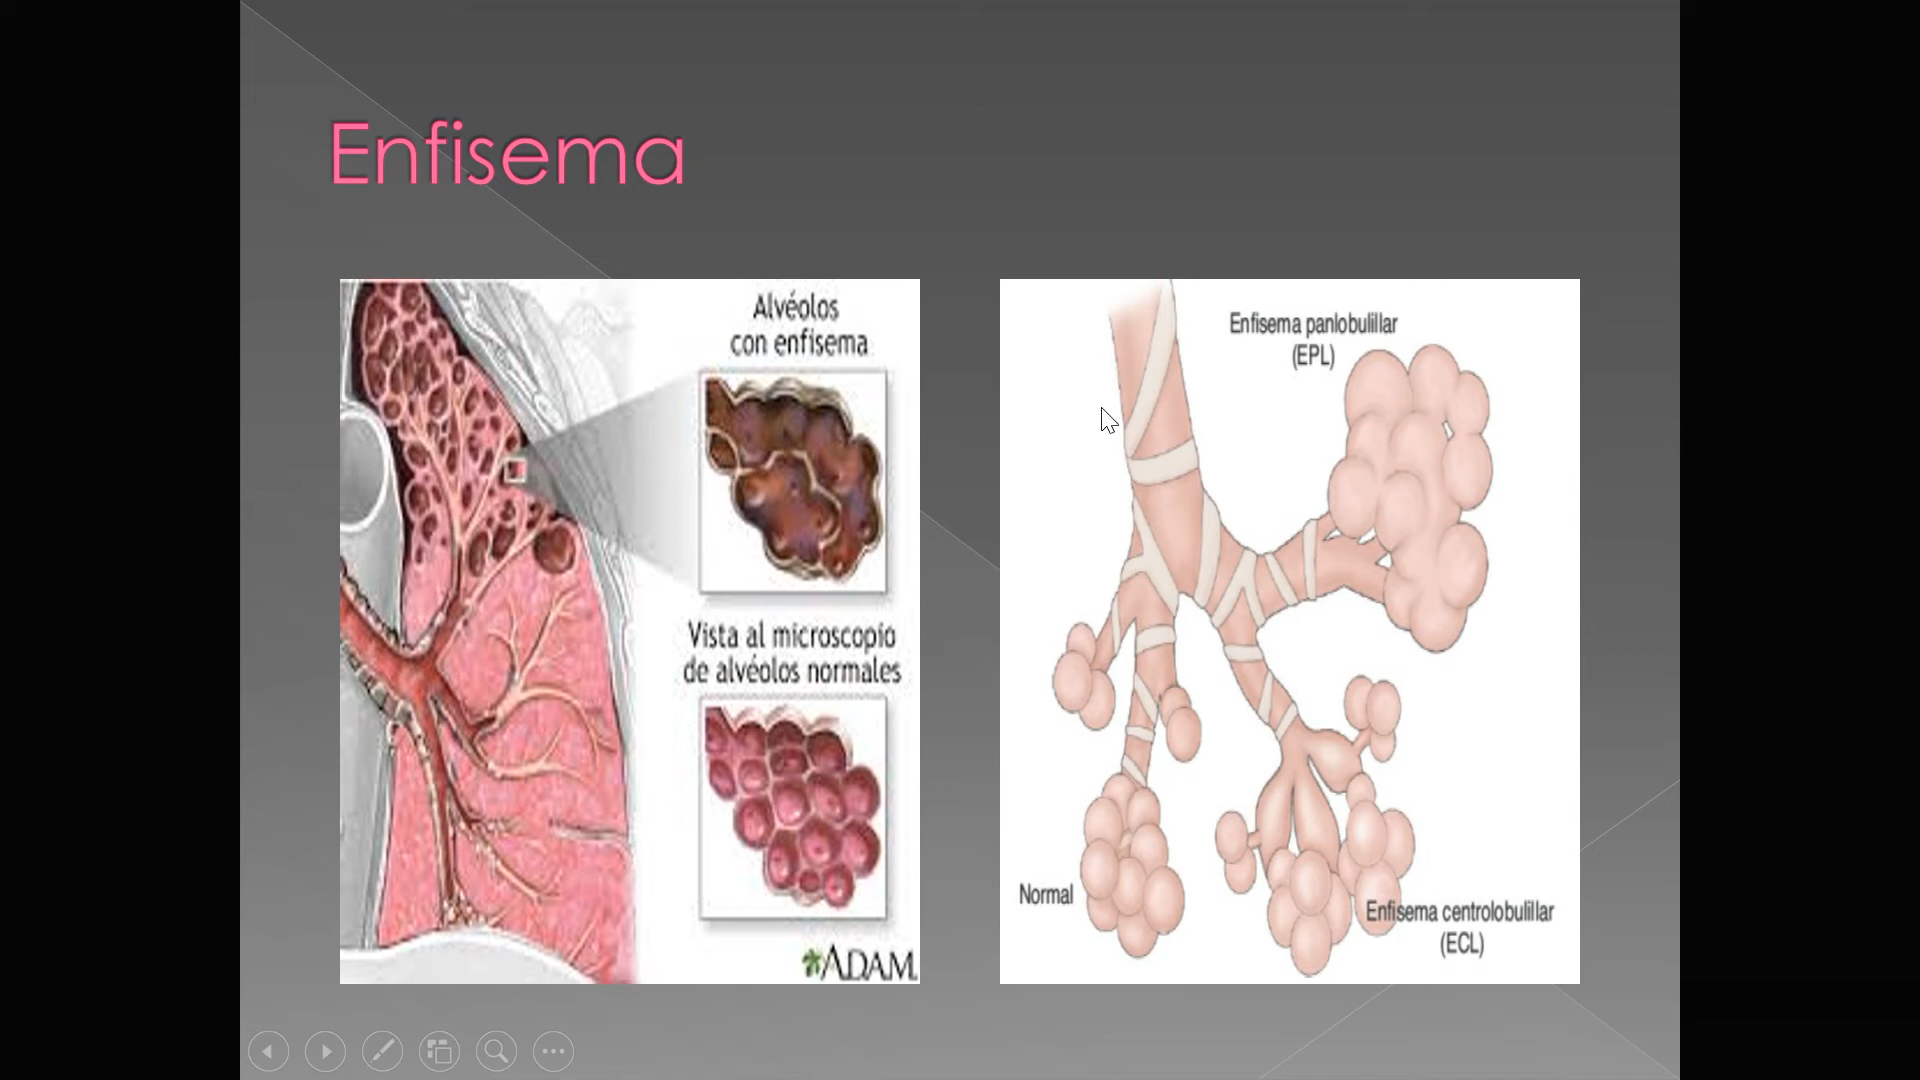 Enfisema
Alvéolos
con enfisema
Vista al microscopio
de alvéolos normales
ADAM.
Enfisema panlobulillar
(EPL)
Normal
Enfisema centrolobulillar
(ECL)